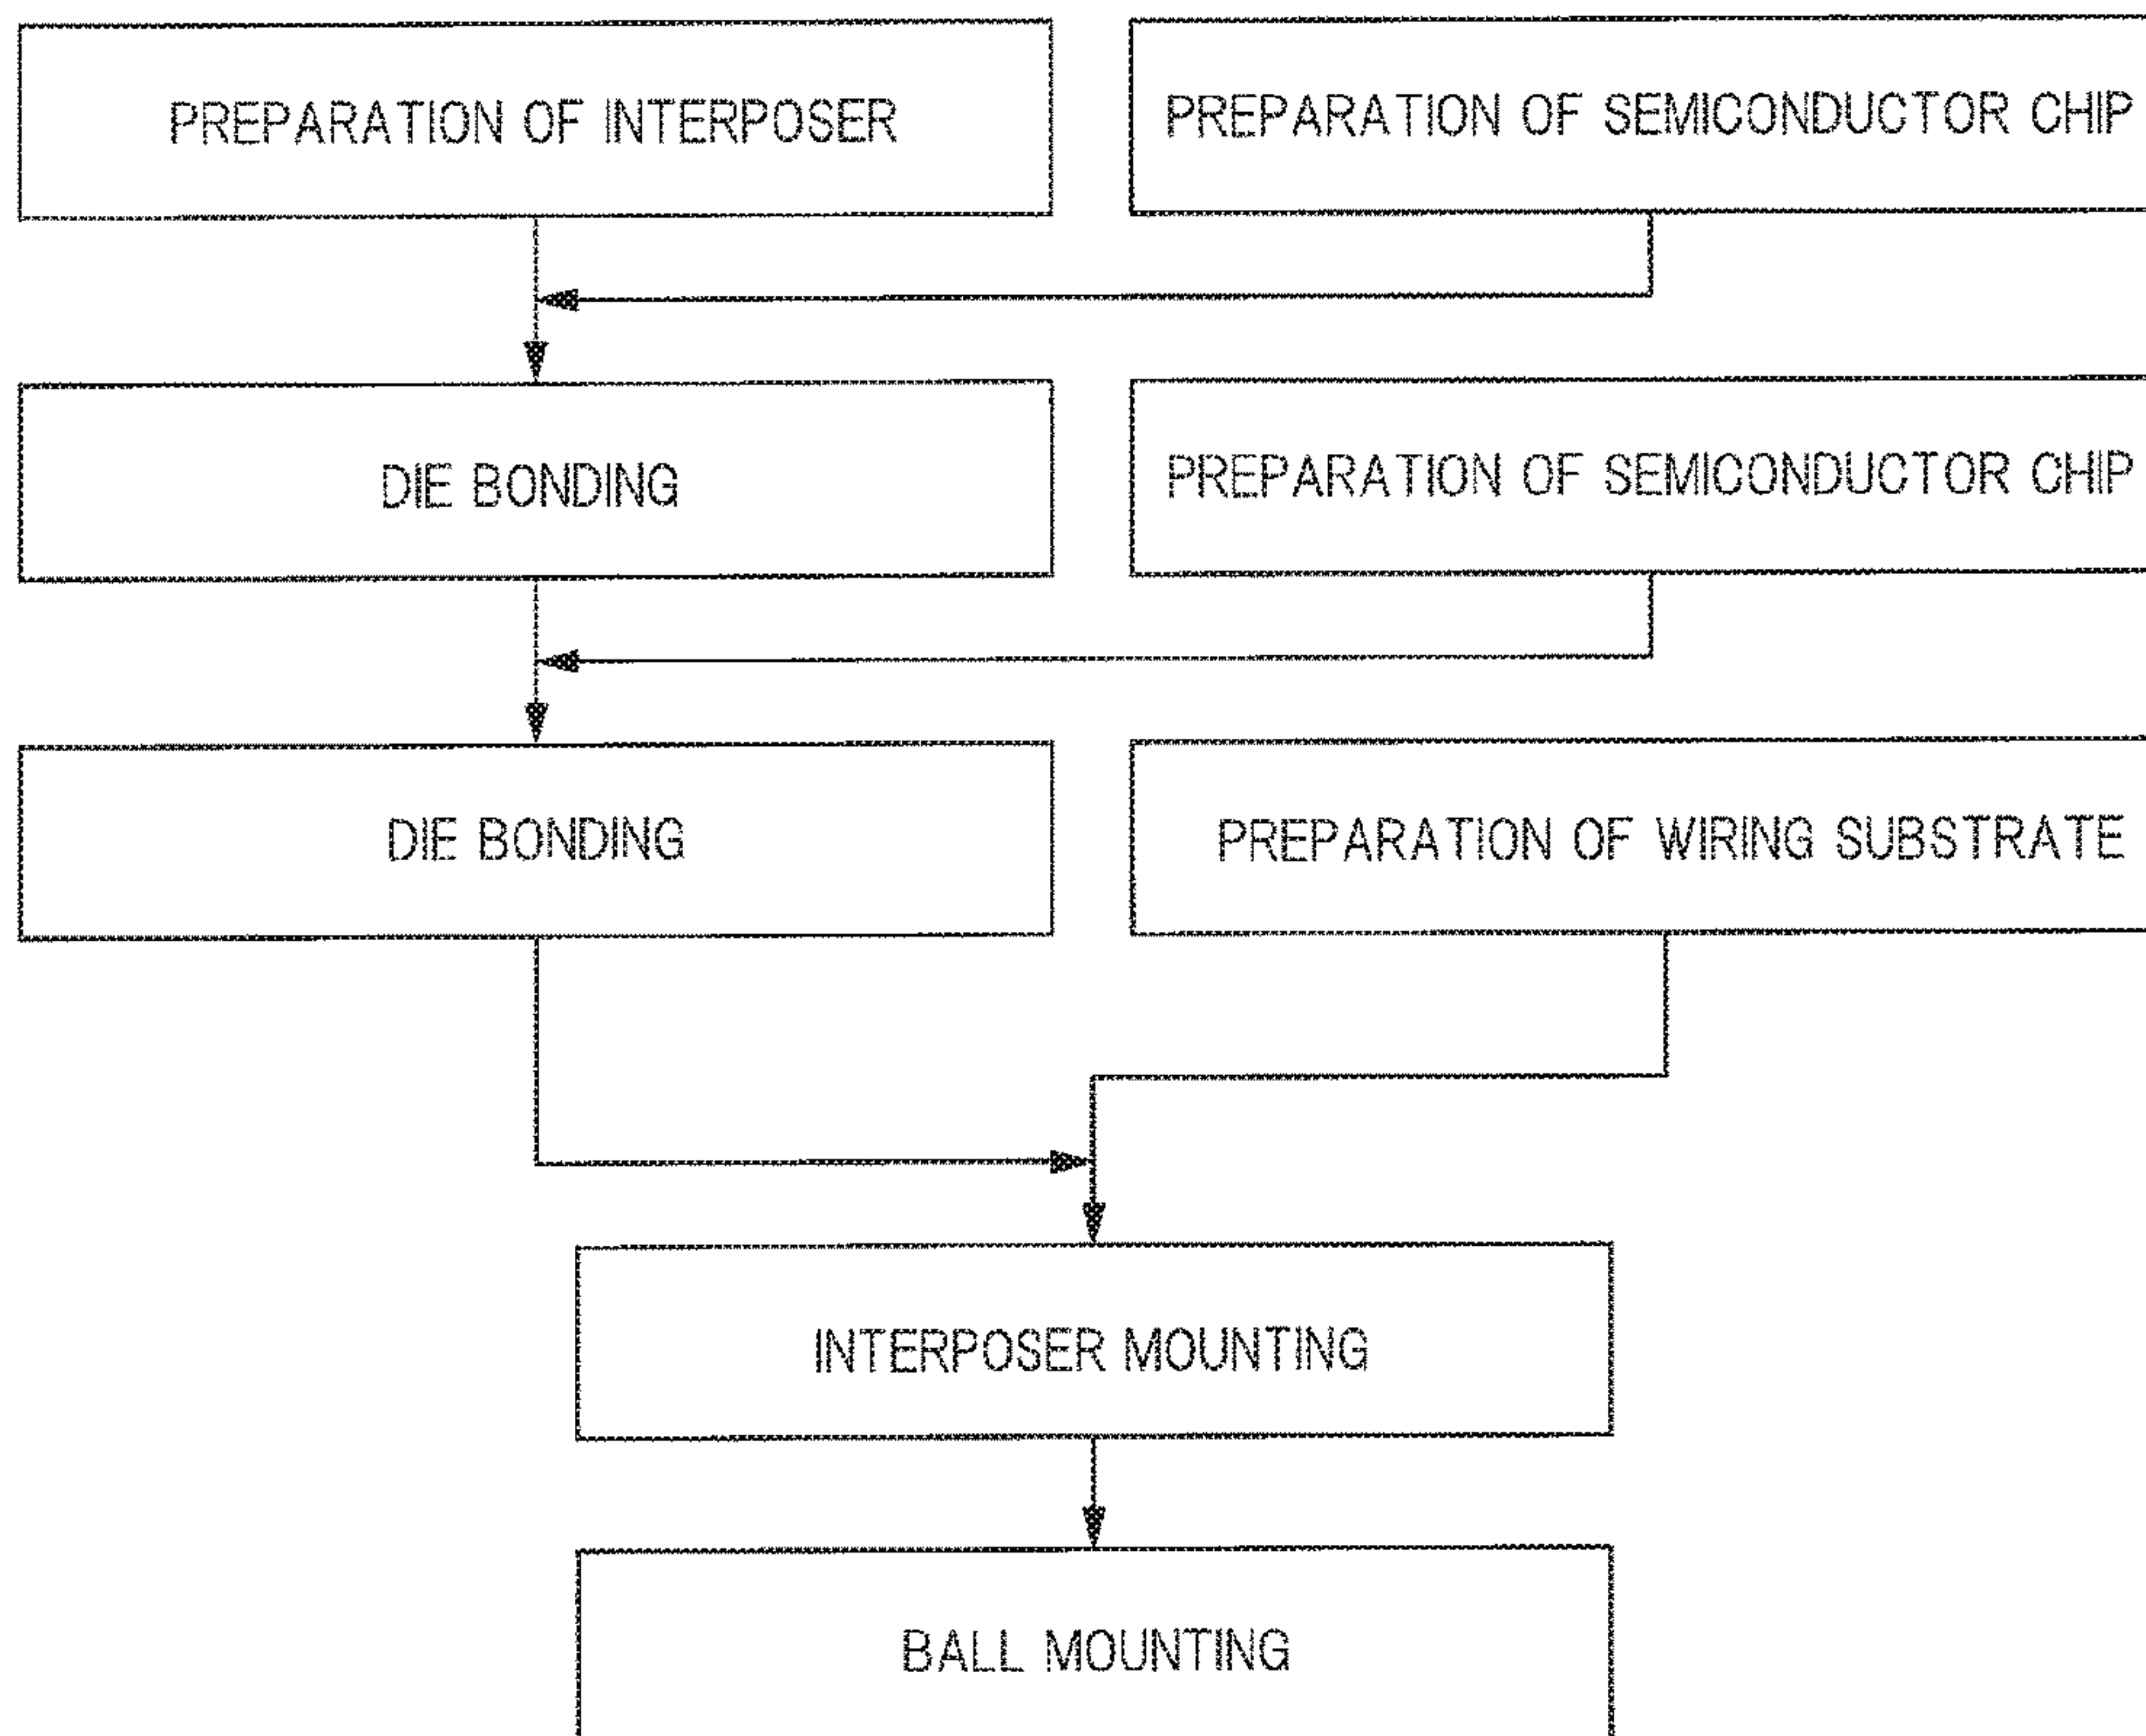 PREPARATION OF INTERPOSER
PREPARATION OF SEMICONDUCTOR CHIP
DIE BONDING
PREPARATION OF SEMICONDUCTOR CHIP
DIE BONDING
PREPARATION OF WIRING SUBSTRATE
INTERPOSER MOUNTING
BALL MOUNTING